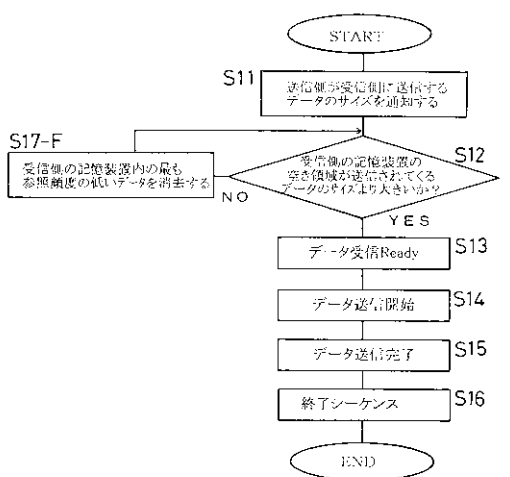 START
S11
送信側が受信側に送信する
データのサイズを通知する
S17-F
受信側の記憶装置内の最も
参照頻度の低いデータを消去する
NO
S12
受信側の記憶装置の
空き領域が送信されてくる
データのサイズより大きいか?
YES
データ受信Ready
S13
データ送信開始
S14
データ送信完了
S15
終了シーケンス
S16
END